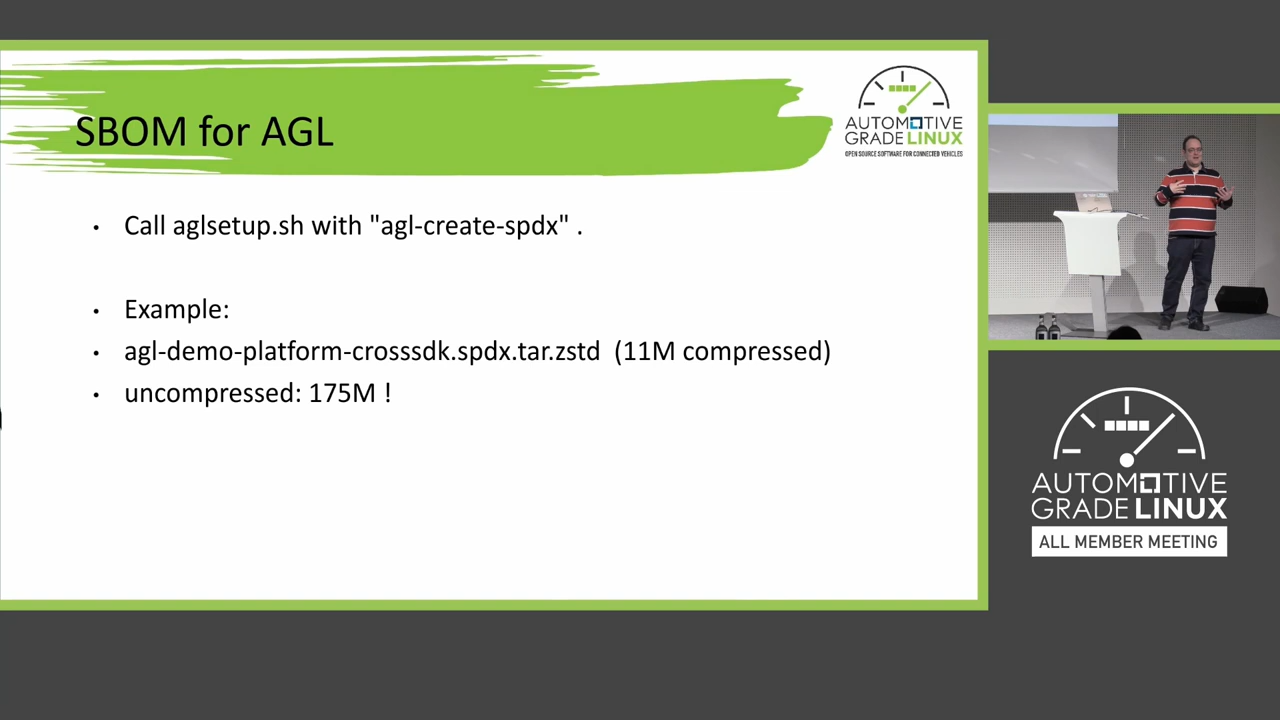 SBOM for AGL
AUTOMOTIVE
GRADE LINUX
OPEN SOURCE SOFTWARE FOR CONNECTED VEHICLES
• Call aglsetup.sh with "agl-create-spdx" .
• Example:
• agl-demo-platform-crosssdk.spdx.tar.zstd (11M compressed)
• uncompressed: 175M !
AUTOMOTIVE
GRADE LINUX
ALL MEMBER MEETING